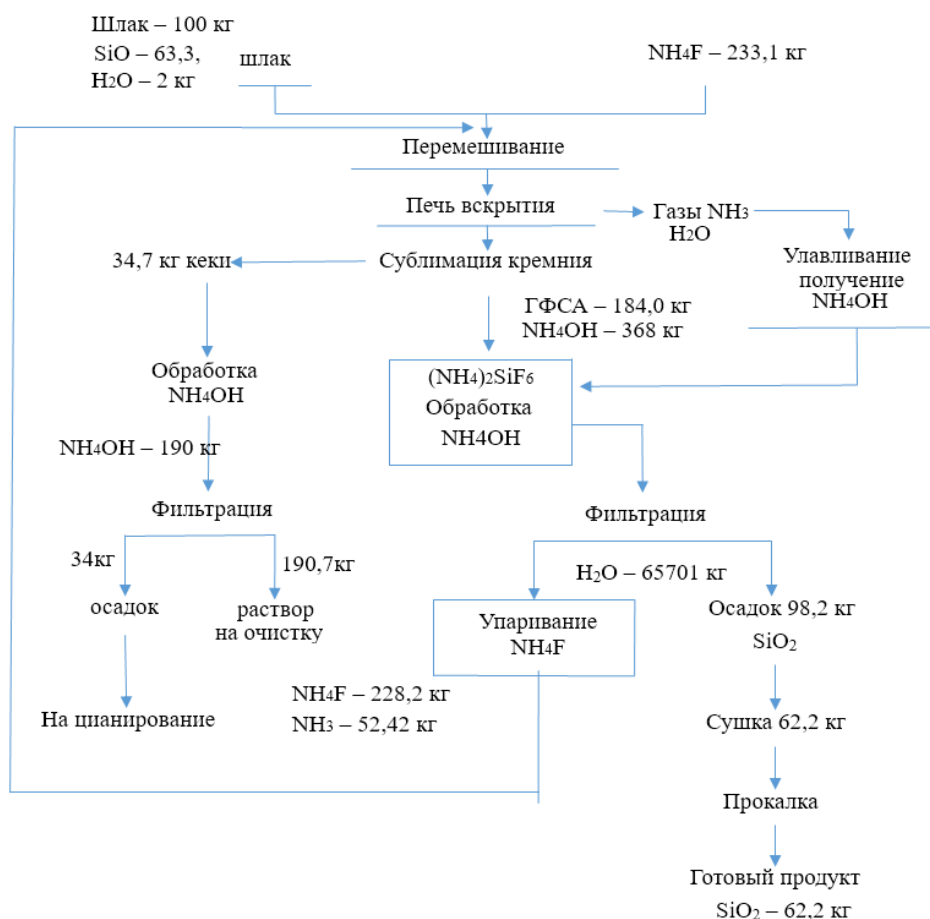 Шлак – 100 кг
SiO – 63,3,
H2O – 2 кг
шлак
NH4F – 233,1 кг
Перемешивание
Печь вскрытия
Газы NH3
H2O
34,7 кг кеки
Сублимация кремния
Улавливание
получение
NH4OH
ГФСА – 184,0 кг
NH4OH – 368 кг
Обработка
NH4OH
(NH4)2SiF6
Обработка
NH4OH
NH4OH – 190 кг
Фильтрация
Фильтрация
34кг
190,7кг
H2O – 65701 кг
осадок
раствор
на очистку
Упаривание
NH4F
Осадок 98,2 кг
SiO2
NH4F – 228,2 кг
NH3 – 52,42 кг
На цианирование
Сушка 62,2 кг
Прокалка
Готовый продукт
SiO2 – 62,2 кг